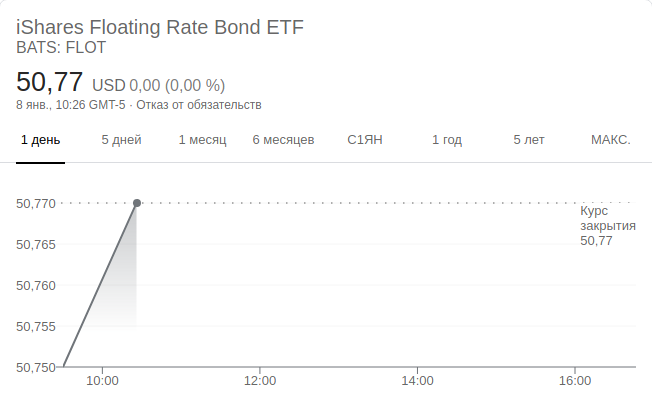 iShares Floating Rate Bond ETF
BATS: FLOT
50,77 USD 0,00 (0,00 %)
8 янв., 10:26 GMT-5 · Отказ от обязательств
1 день 5 дней 1 месяц 6 месяцев С1ЯН 1 год 5 лет МАКС.
50,770
Курс
закрытия
50,77
50,765
50,760
50,755
50,750
10:00 12:00 14:00 16:00